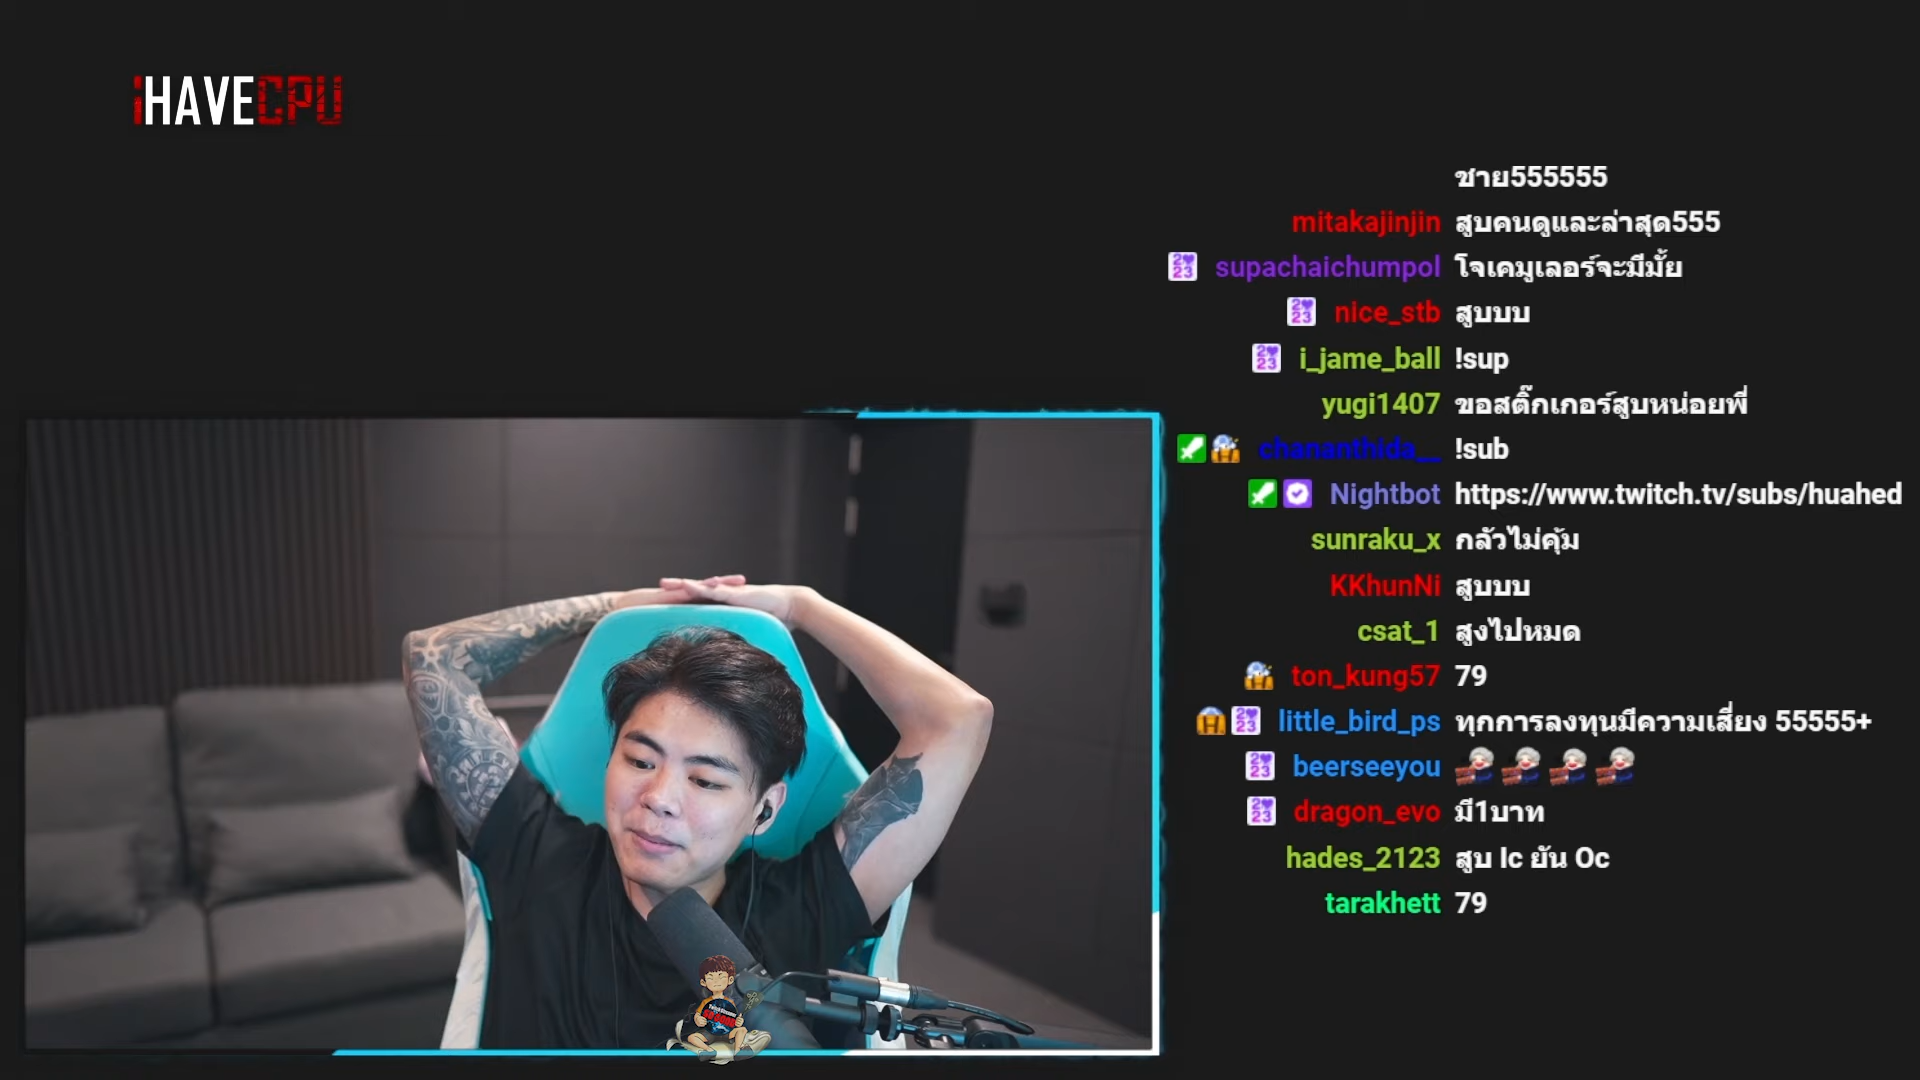 iHAVECPU
ชาย555555
mitakajinjin สูบคนดูและล่าสุด555
supachaichumpol โจเคมูเลอร์จะมีมั้ย
nice_stb สูบบบ
i_jame_ball !sup
yugi1407 ขอสติ๊กเกอร์สูบหน่อยพี่
chananthida__ !sub
Nightbot https://www.twitch.tv/subs/huahed
sunraku_x กลัวไม่คุ้ม
KKhunNi สูบบบ
csat_1 สูงไปหมด
ton_kung57 79
little_bird_ps ทุกการลงทุนมีความเสี่ยง 55555+
beerseeyou
dragon_evo มี1บาท
hades_2123 สูบ Ic ยัน Oc
tarakhett 79